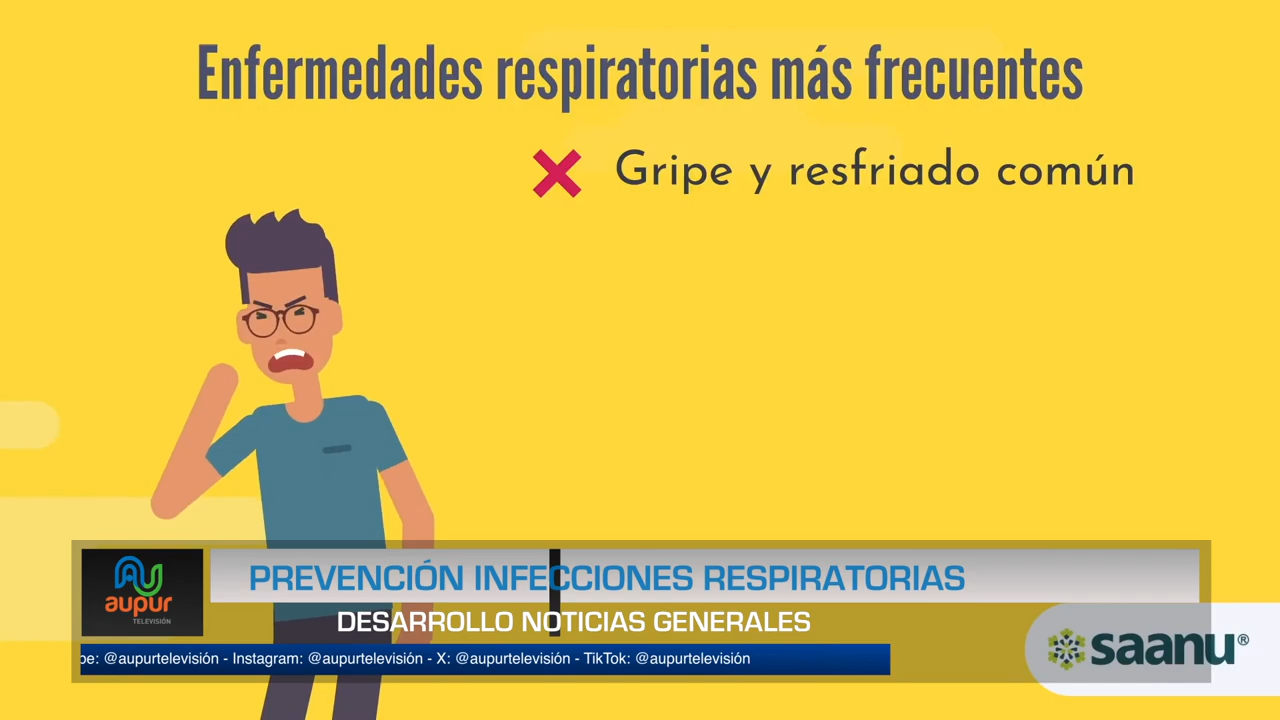 Enfermedades respiratorias más frecuentes
Gripe y resfriado común
PREVENCIÓN INFECCIONES RESPIRATORIAS
DESARROLLO NOTICIAS GENERALES
aupur
TELEVISIÓN
@aupurtelevisión - Instagram: @aupurtelevisión - X: @aupurtelevisión - TikTok: @aupurtelevisión
saanu®